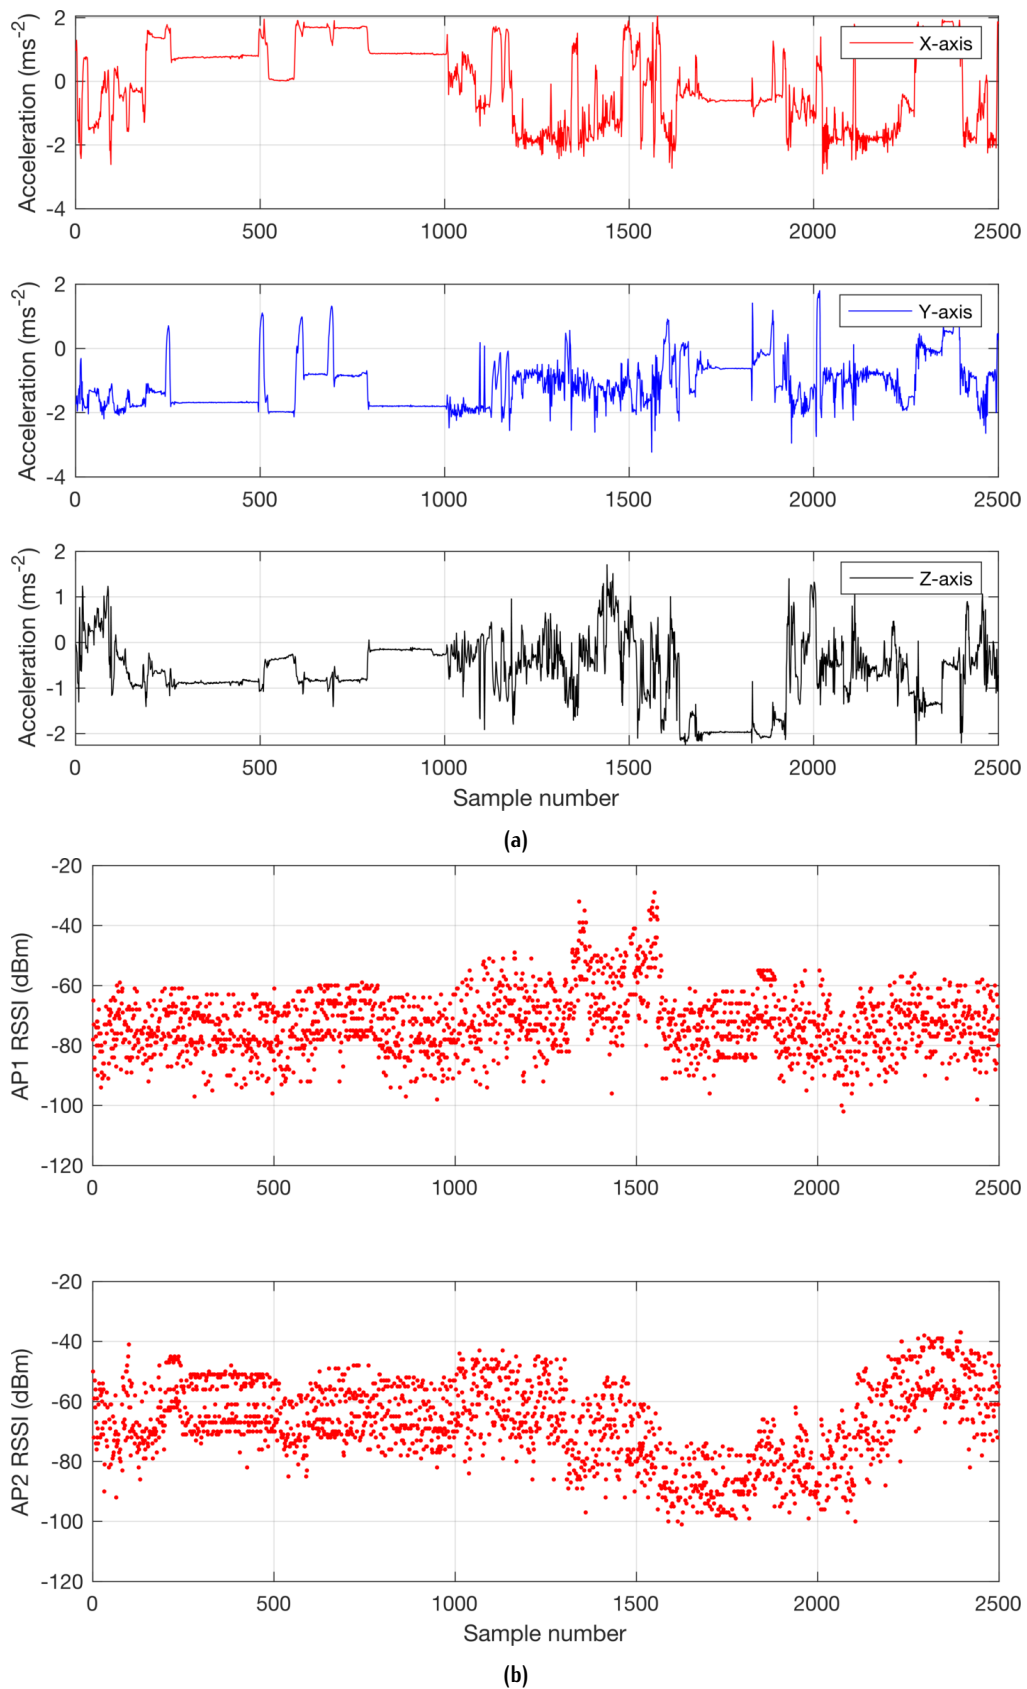 2
0
-2
-4
Acceleration (ms-2)
X-axis
0 500 1000 1500 2000 2500
2
0
-2
-4
Acceleration (ms-2)
Y-axis
0 500 1000 1500 2000 2500
2
1
0
-1
-2
Acceleration (ms-2)
Z-axis
0 500 1000 1500 2000 2500
Sample number
(a)
-20
-40
-60
-80
-100
-120
AP1 RSSI (dBm)
0 500 1000 1500 2000 2500
-20
-40
-60
-80
-100
-120
AP2 RSSI (dBm)
0 500 1000 1500 2000 2500
Sample number
(b)